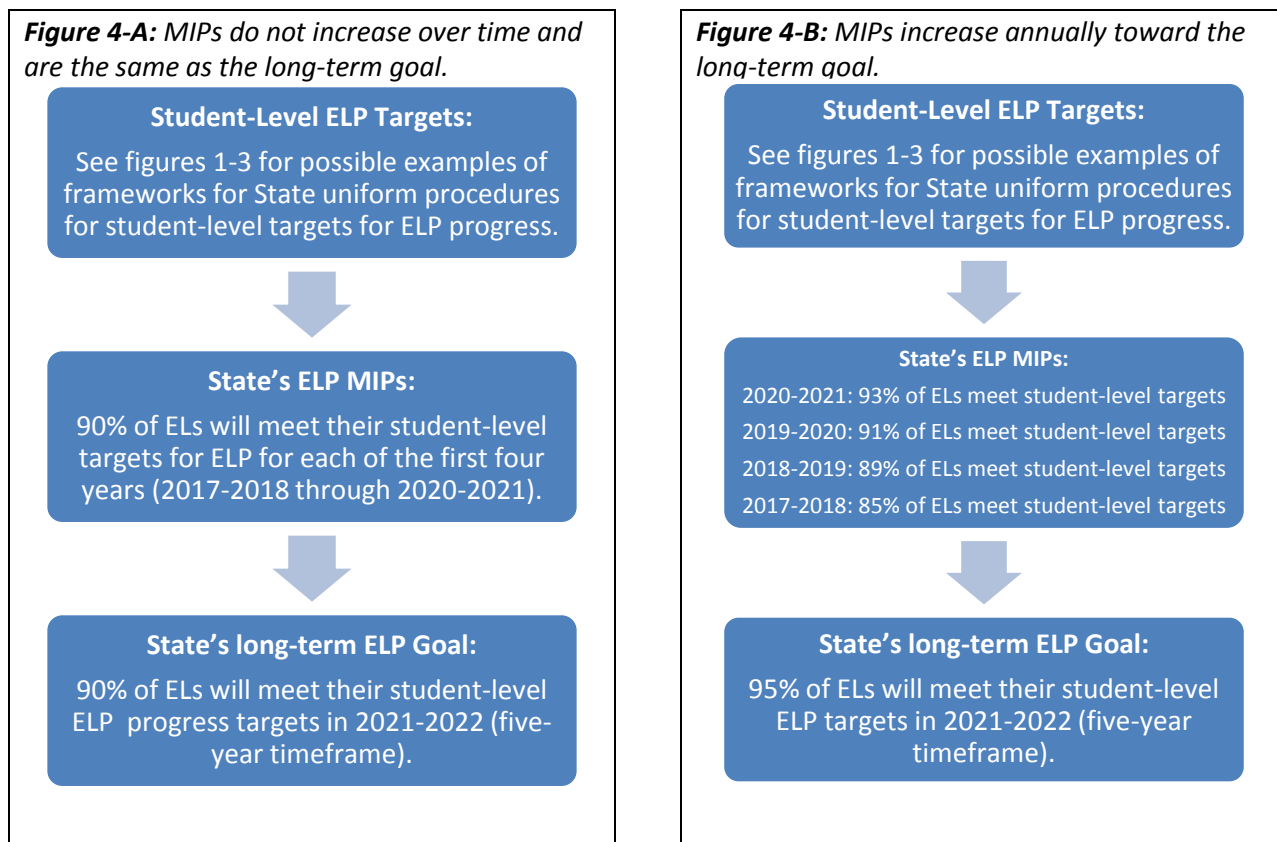 Figure 4-A: MIPs do not increase over time and
are the same as the long-term goal.
Student-Level ELP Targets:
See figures 1-3 for possible examples of
frameworks for State uniform procedures
for student-level targets for ELP progress.
State's ELP MIPs:
90% of ELs will meet their student-level
targets for ELP for each of the first four
years (2017-2018 through 2020-2021).
State's long-term ELP Goal:
90% of ELs will meet their student-level
ELP progress targets in 2021-2022 (five-
year timeframe).
Figure 4-B: MIPs increase annually toward the
long-term goal.
Student-Level ELP Targets:
See figures 1-3 for possible examples of
frameworks for State uniform procedures
for student-level targets for ELP progress.
State's ELP MIPs:
2020-2021: 93% of ELs meet student-level targets
2019-2020: 91% of ELs meet student-level targets
2018-2019: 89% of ELs meet student-level targets
2017-2018: 85% of ELs meet student-level targets
State's long-term ELP Goal:
95% of ELs will meet their student-level
ELP targets in 2021-2022 (five-year
timeframe).